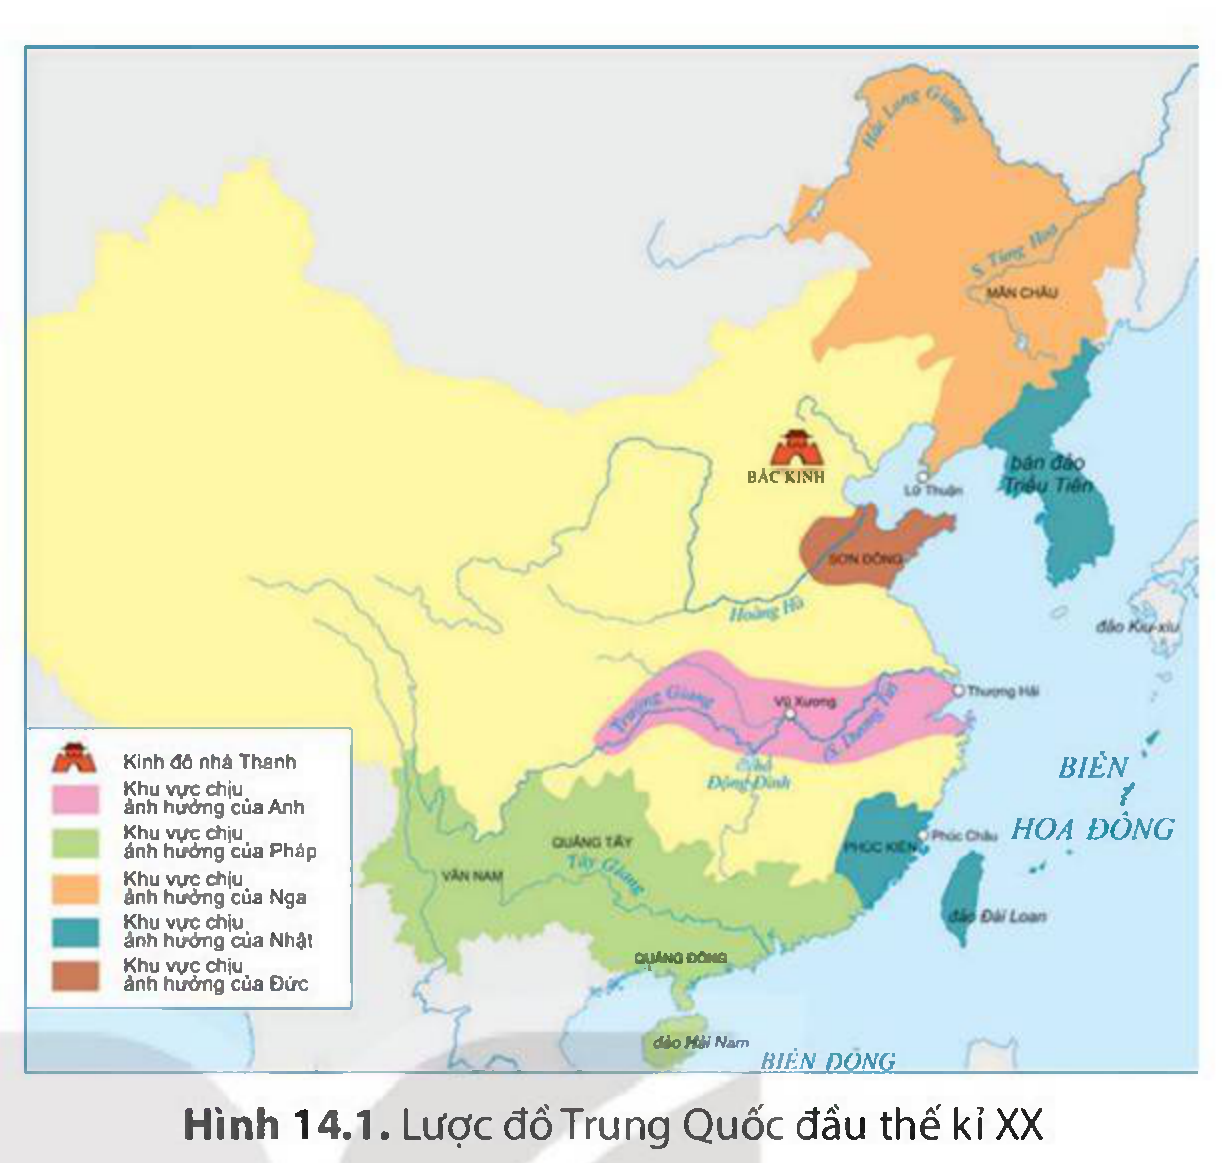 Hắc Long Giang
S. Tùng Hoa
MÃN CHÂU
BẮC KINH
bán đảo
Triều Tiên
Lữ Thuận
SƠN ĐÔNG
Hoàng Hà
đảo Kiu-xiu
Trường Giang
Vũ Xương
(S. Dương Tử)
Thượng Hải
Hồ
Động Đình
BIỂN
HOA ĐÔNG
Phúc Châu
PHÚC KIẾN
QUẢNG TÂY
Tây Giang
VÂN NAM
đảo Đài Loan
QUẢNG ĐÔNG
đảo Hải Nam
BIỂN ĐÔNG
Kinh đô nhà Thanh
Khu vực chịu
ảnh hưởng của Anh
Khu vực chịu
ảnh hưởng của Pháp
Khu vực chịu
ảnh hưởng của Nga
Khu vực chịu
ảnh hưởng của Nhật
Khu vực chịu
ảnh hưởng của Đức
Hình 14.1. Lược đồ Trung Quốc đầu thế kỉ XX